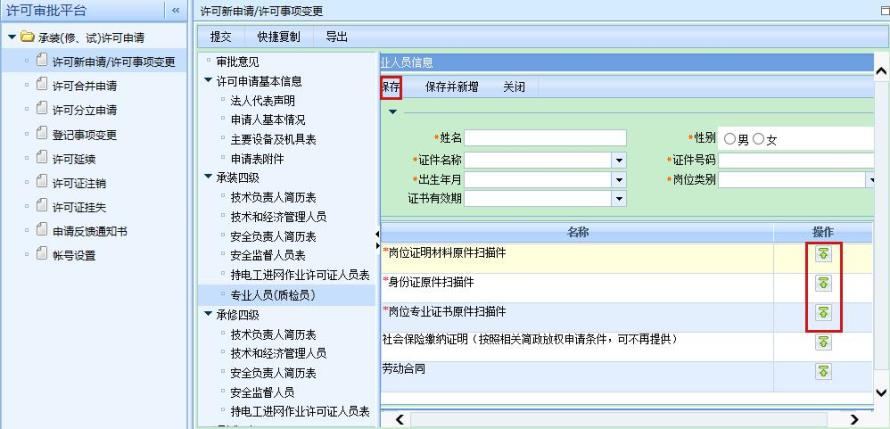 许可审批平台
承装(修、试)许可申请
许可新申请/许可事项变更
许可合并申请
许可分立申请
登记事项变更
许可延续
许可证注销
许可证挂失
申请反馈通知书
帐号设置
许可新申请/许可事项变更
提交 快捷复制 导出
审批意见
许可申请基本信息
法人代表声明
申请人基本情况
主要设备及机具表
申请表附件
承装四级
技术负责人简历表
技术和经济管理人员
安全负责人简历表
安全监督人员表
持电工进网作业许可证人员表
专业人员(质检员)
承修四级
技术负责人简历表
技术和经济管理人员
安全负责人简历表
安全监督人员
持电工进网作业许可证人员表
业人员信息
保存 保存并新增 关闭
*姓名 *性别 男 女
*证件名称 *证件号码
*出生年月 *岗位类别
证书有效期
名称 操作
*岗位证明材料原件扫描件
*身份证原件扫描件
*岗位专业证书原件扫描件
社会保险缴纳证明(按照相关简政放权申请条件，可不再提供)
劳动合同